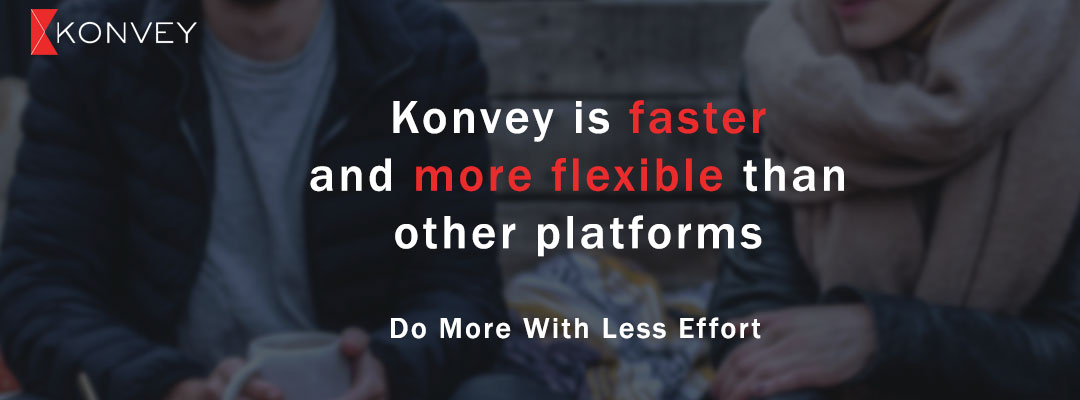 KONVEY
Konvey is faster
and more flexible than
other platforms
Do More With Less Effort